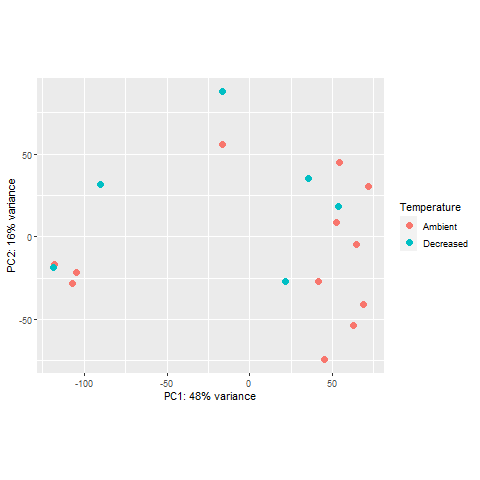 50
0
-50
PC2: 16% variance
-100
-50
0
50
PC1: 48% variance
Temperature
Ambient
Decreased